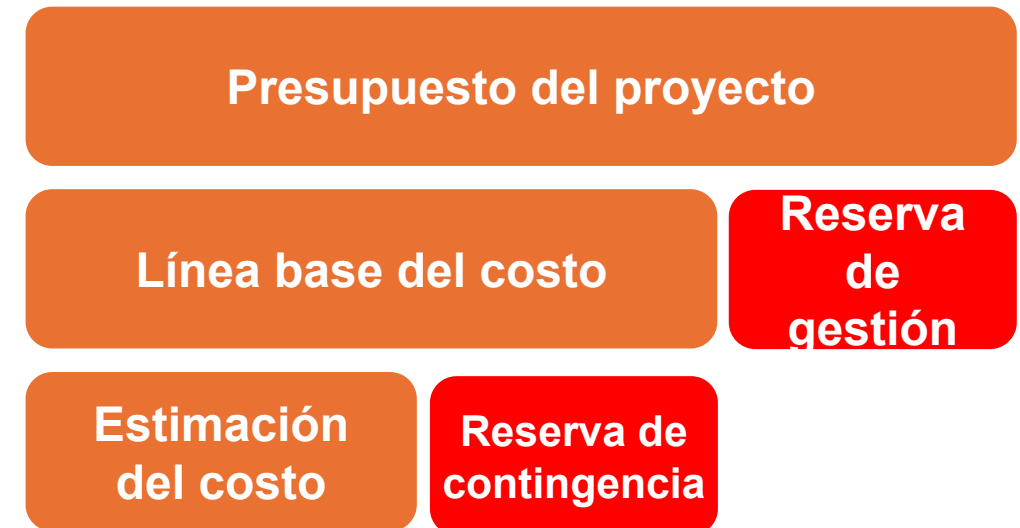 Presupuesto del proyecto
Línea base del costo
Reserva
de
gestión
Estimación
del costo
Reserva de
contingencia